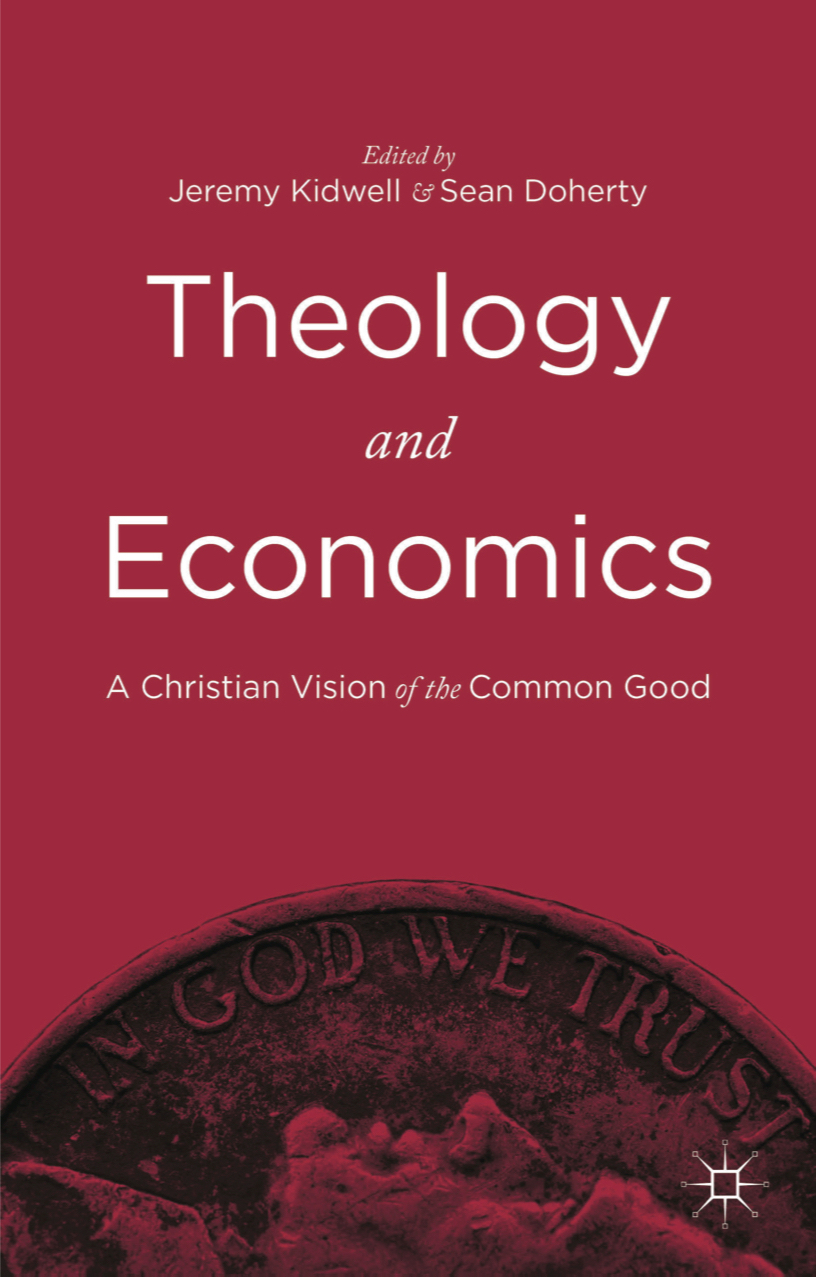 Edited by
Jeremy Kidwell & Sean Doherty
Theology
and
Economics
A Christian Vision of the Common Good
IN GOD WE TRUST